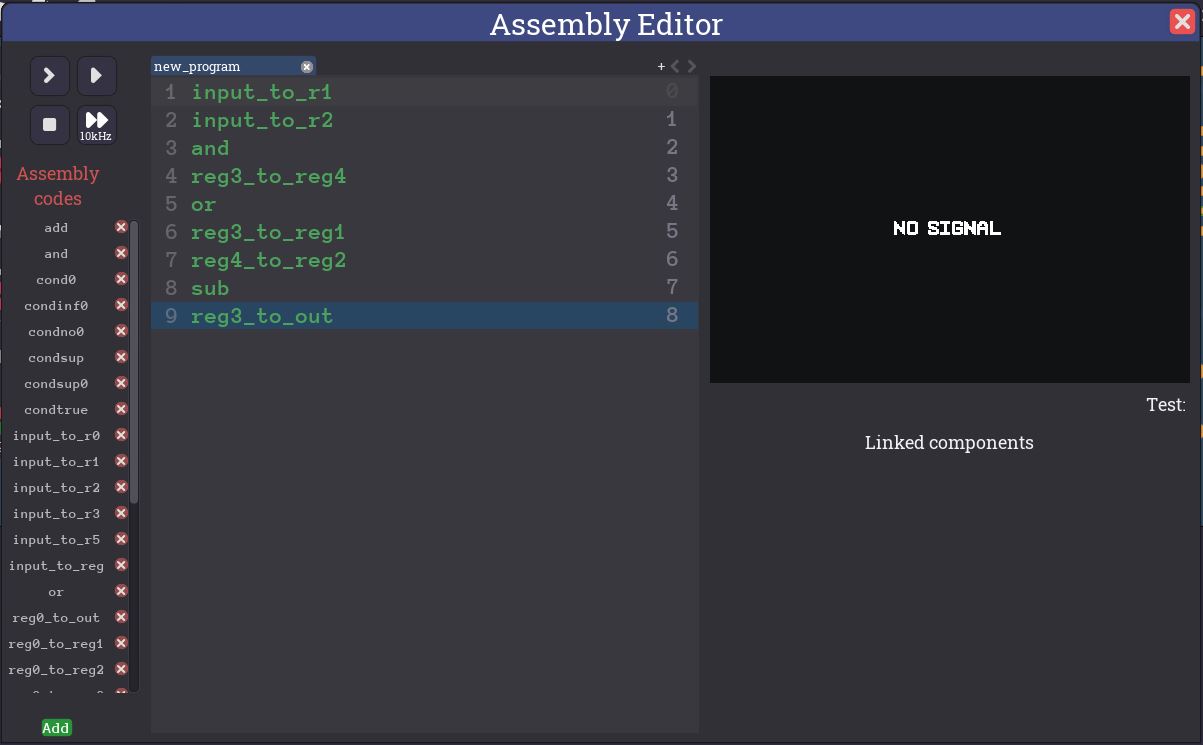 Assembly Editor
10kHz
Assembly
codes
add
and
cond0
condinf0
condno0
condsup
condsup0
condtrue
input_to_r0
input_to_r1
input_to_r2
input_to_r3
input_to_r5
input_to_reg
or
reg0_to_out
reg0_to_reg1
reg0_to_reg2
Add
new_program
+
1 input_to_r1 0
2 input_to_r2 1
3 and 2
4 reg3_to_reg4 3
5 or 4
6 reg3_to_reg1 5
7 reg4_to_reg2 6
8 sub 7
9 reg3_to_out 8
NO SIGNAL
Test:
Linked components